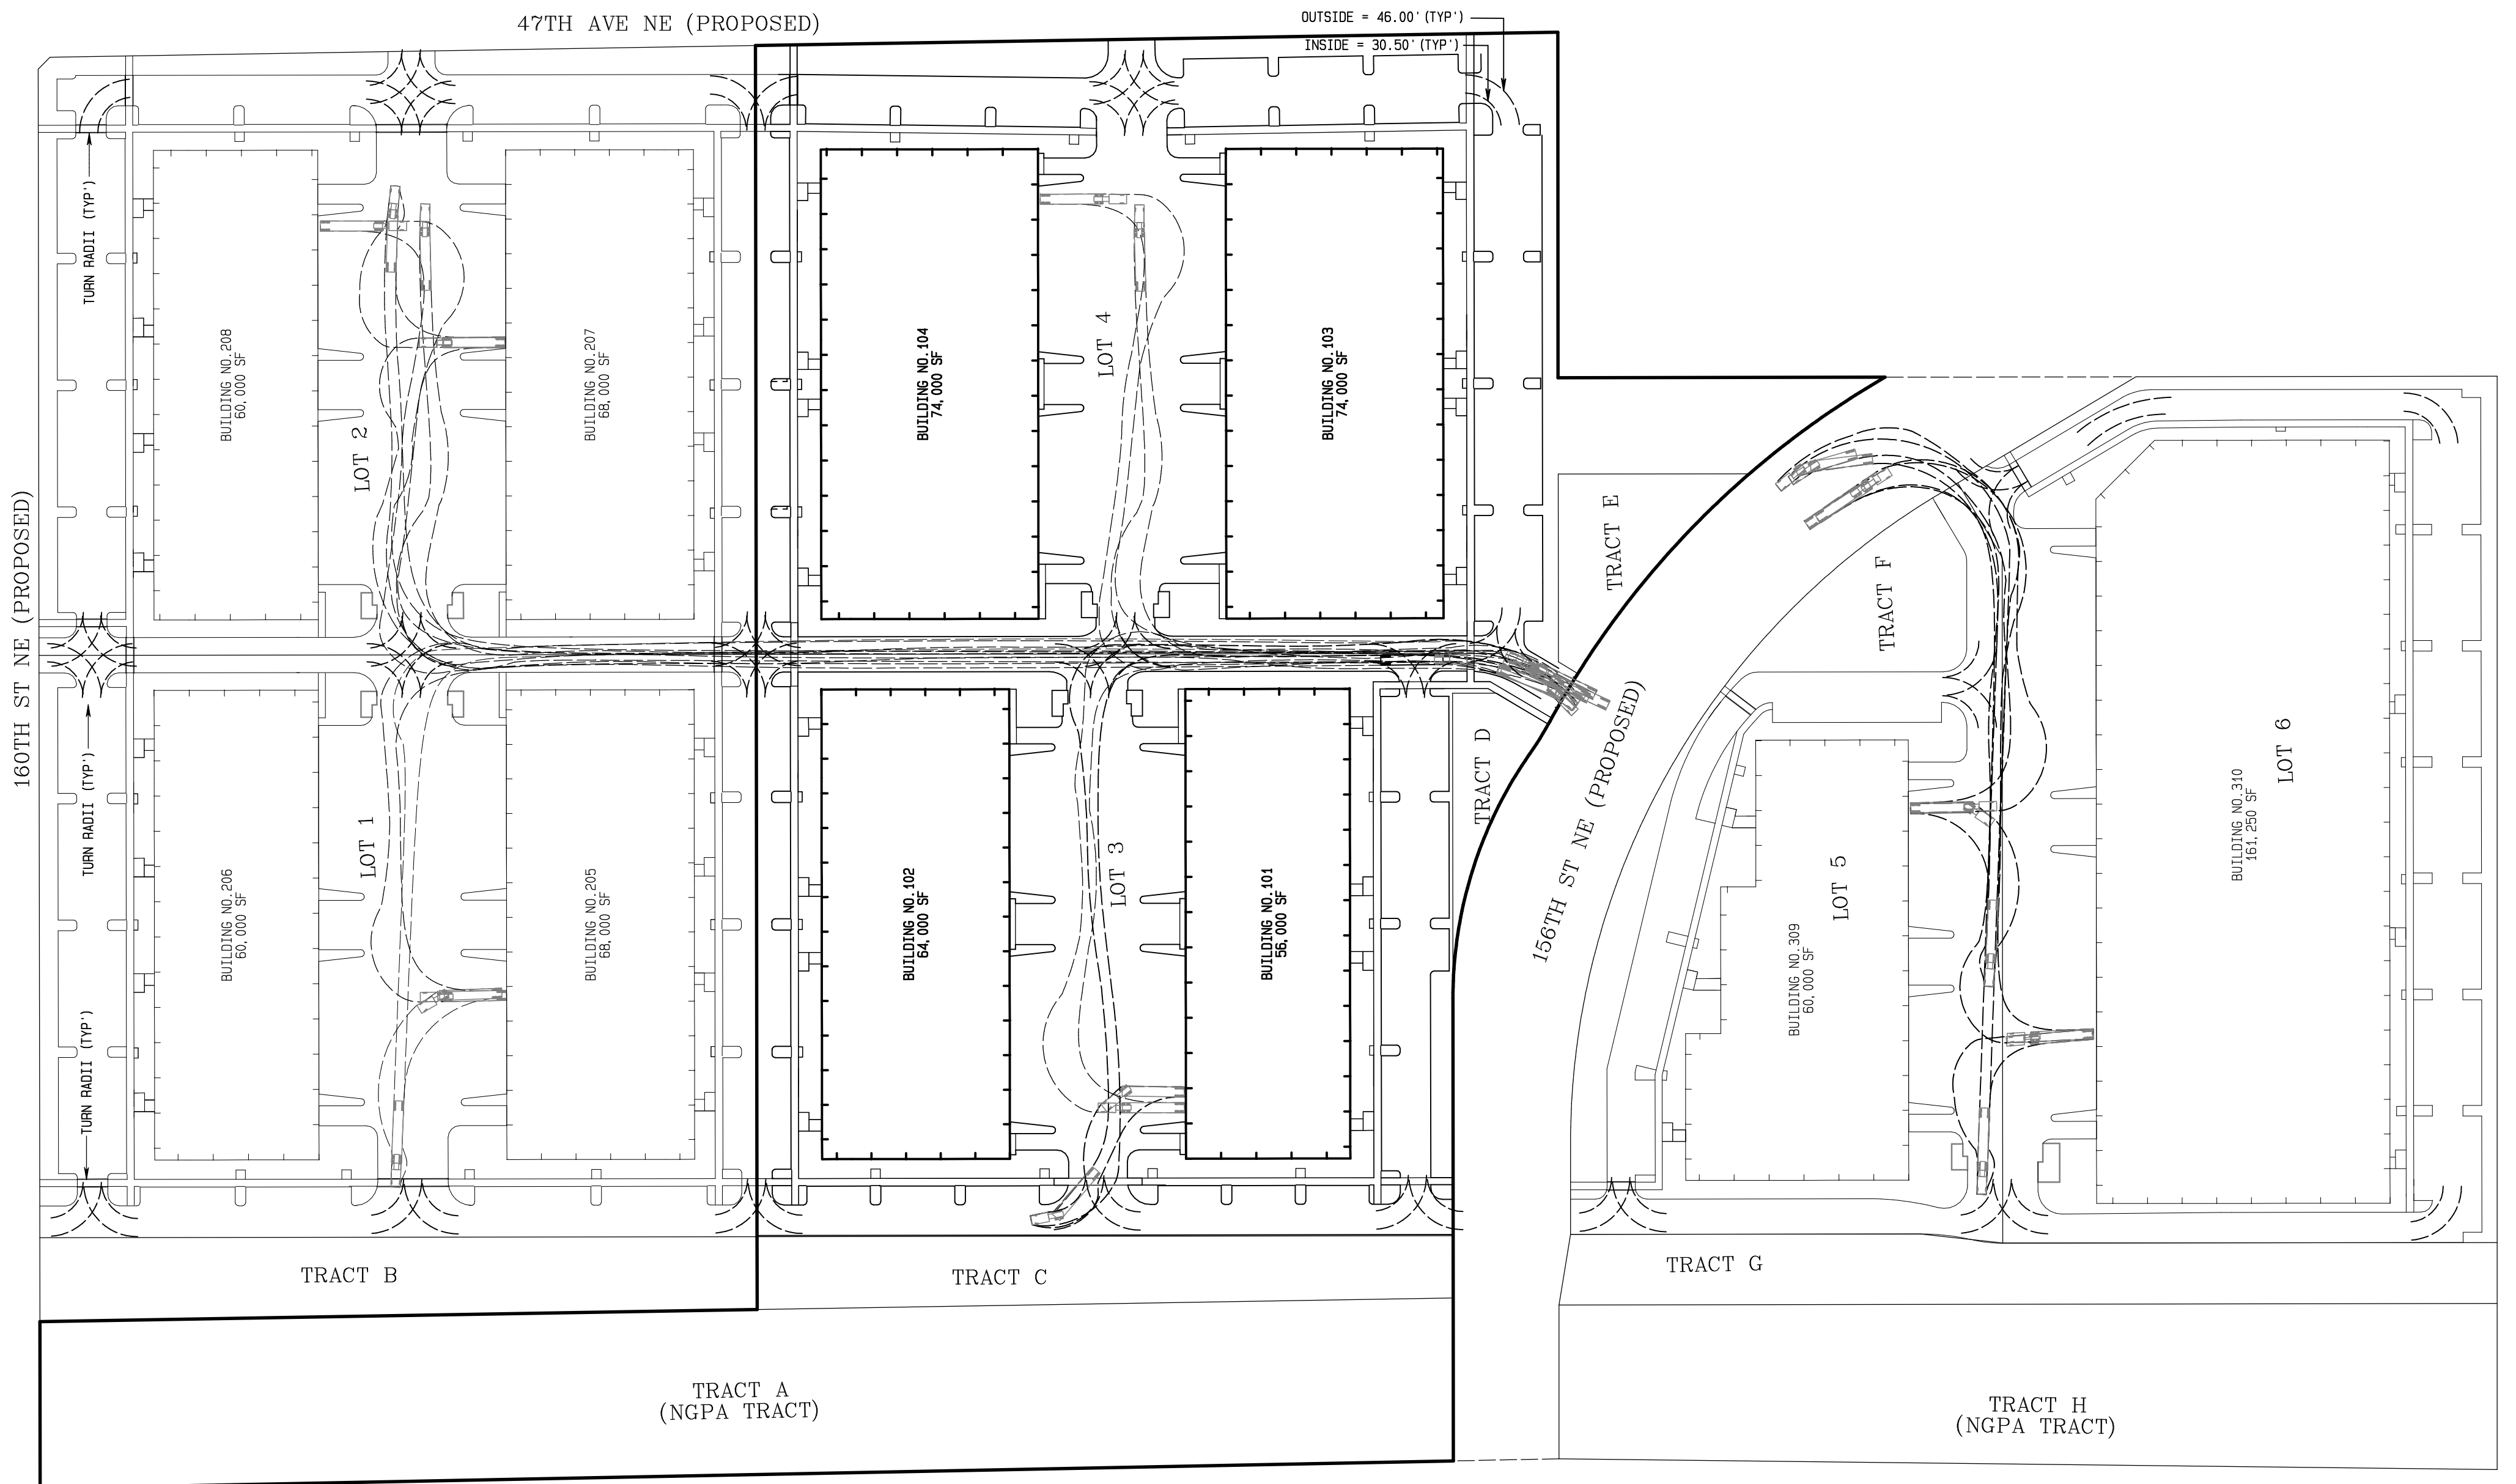 47TH AVE NE (PROPOSED)
OUTSIDE = 46.00' (TYP')
INSIDE = 30.50' (TYP')
160TH ST NE (PROPOSED)
TURN RADII (TYP')
BUILDING NO.208
60,000 SF
LOT 2
BUILDING NO.207
68,000 SF
BUILDING NO.104
74,000 SF
LOT 4
BUILDING NO.103
74,000 SF
TRACT E
TRACT F
TURN RADII (TYP')
BUILDING NO.206
60,000 SF
LOT 1
BUILDING NO.205
68,000 SF
BUILDING NO.102
64,000 SF
LOT 3
BUILDING NO.101
56,000 SF
TRACT D
156TH ST NE (PROPOSED)
BUILDING NO.309
60,000 SF
LOT 5
BUILDING NO.310
161,250 SF
LOT 6
TURN RADII (TYP')
TRACT B
TRACT C
TRACT G
TRACT A
(NGPA TRACT)
TRACT H
(NGPA TRACT)